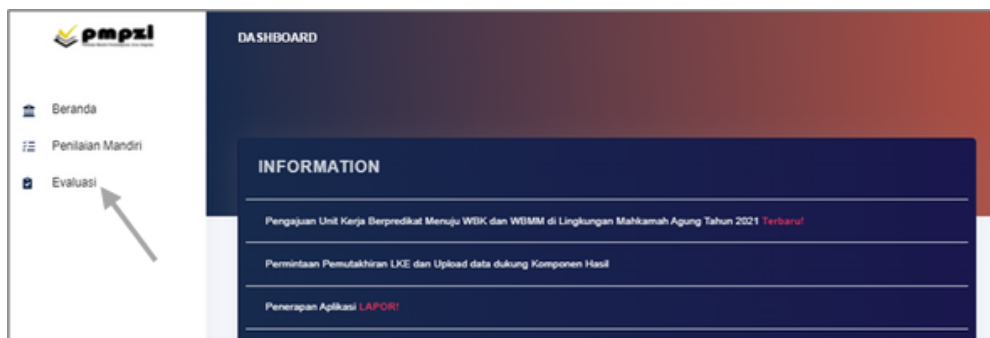 pmpzi
DASHBOARD
Beranda
Penilaian Mandiri
Evaluasi
INFORMATION
Pengajuan Unit Kerja Berpredikat Menuju WBK dan WBMM di Lingkungan Mahkamah Agung Tahun 2021 Terbaru!
Permintaan Pemutakhiran LKE dan Upload data dukung Komponen Hasil
Penerapan Aplikasi LAPOR!